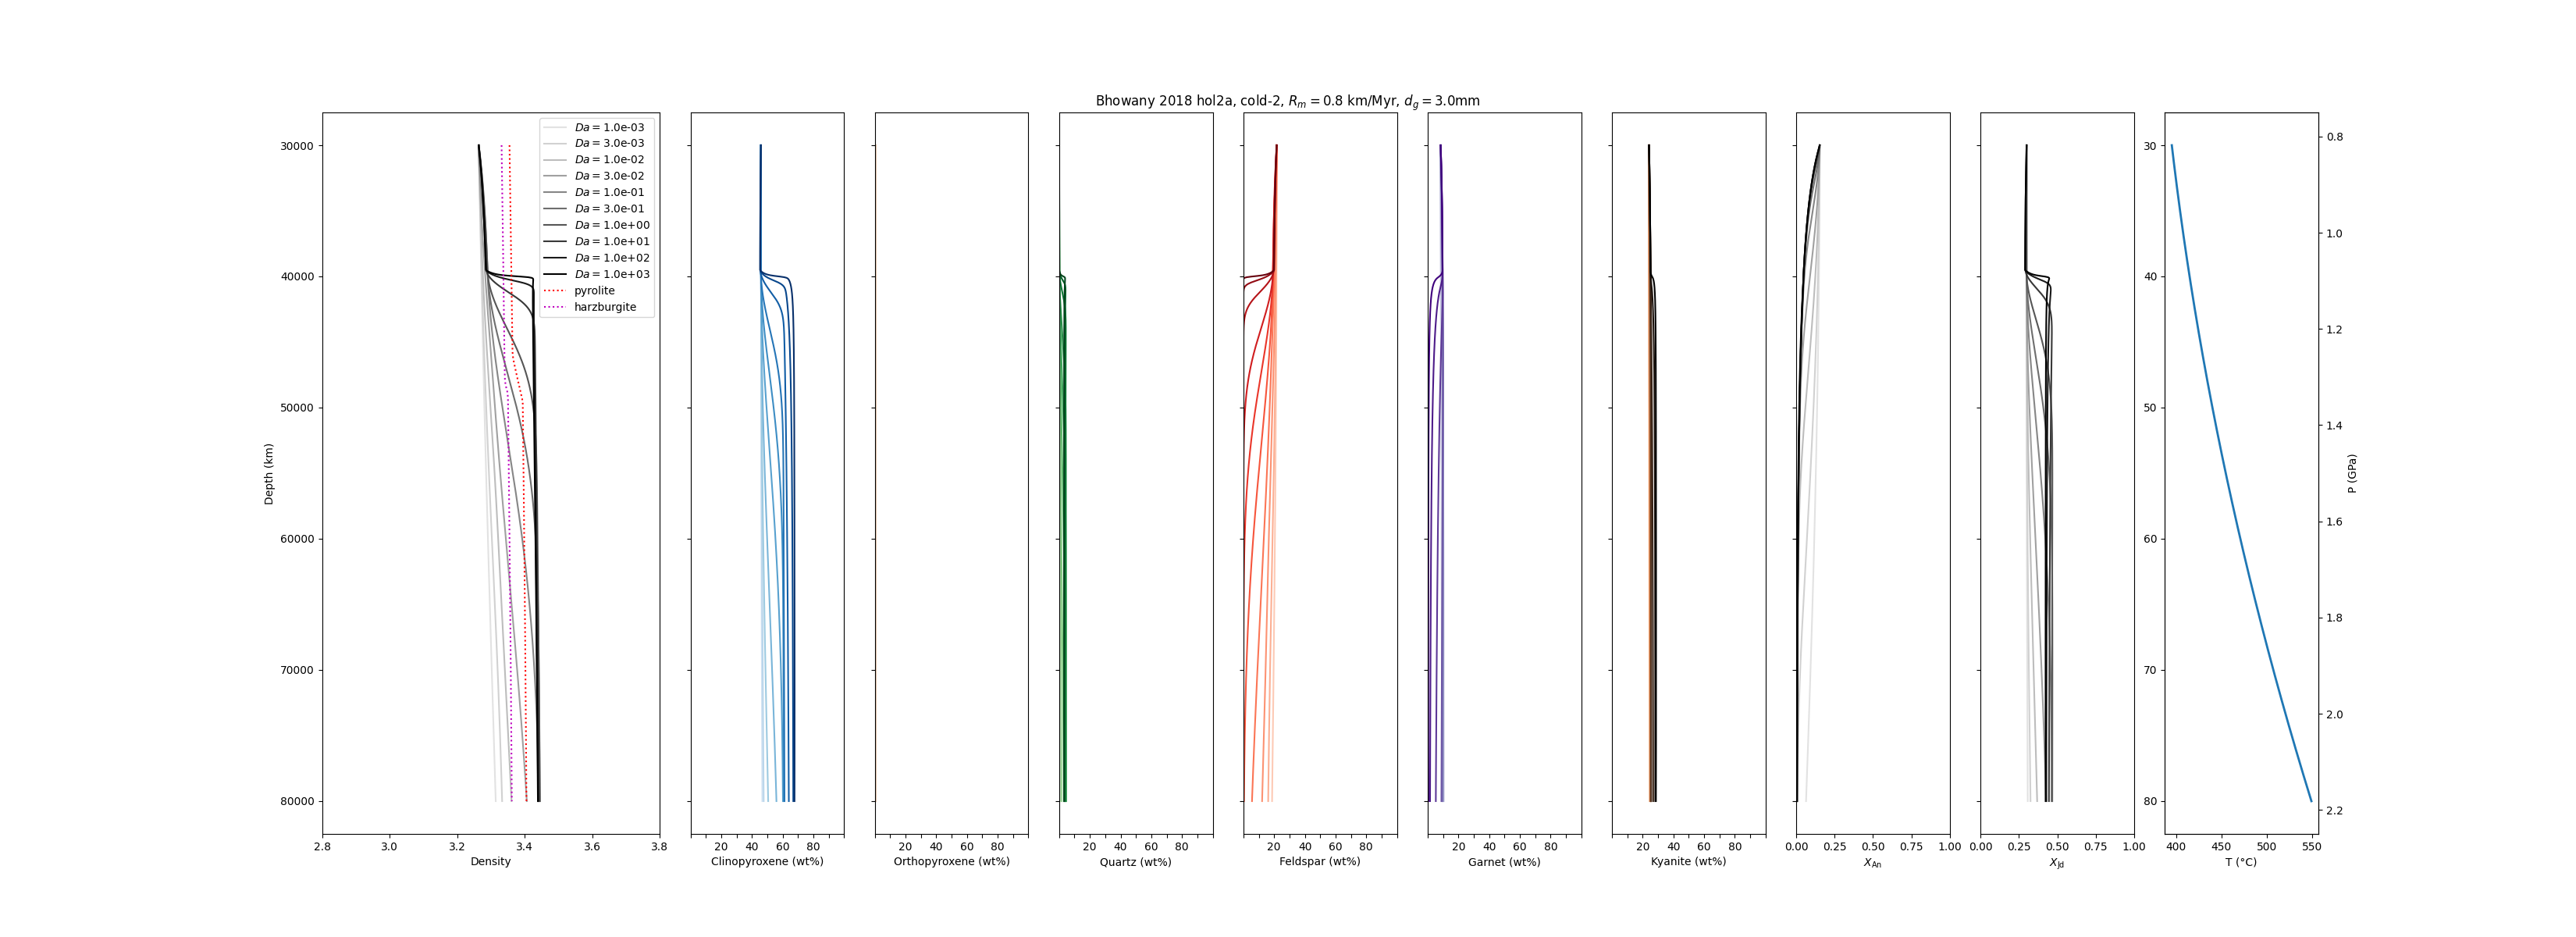 Bhowany 2018 hol2a, cold-2, R_m = 0.8 km/Myr, d_g = 3.0mm
Da = 1.0e-03
Da = 3.0e-03
Da = 1.0e-02
Da = 3.0e-02
Da = 1.0e-01
Da = 3.0e-01
Da = 1.0e+00
Da = 1.0e+01
Da = 1.0e+02
Da = 1.0e+03
pyrolite
harzburgite
Depth (km)
30000
40000
50000
60000
70000
80000
2.8 3.0 3.2 3.4 3.6 3.8
Density
20 40 60 80
Clinopyroxene (wt%)
20 40 60 80
Orthopyroxene (wt%)
20 40 60 80
Quartz (wt%)
20 40 60 80
Feldspar (wt%)
20 40 60 80
Garnet (wt%)
20 40 60 80
Kyanite (wt%)
0.00 0.25 0.50 0.75 1.00
X_An
0.00 0.25 0.50 0.75 1.00
X_Jd
30
40
50
60
70
80
400 450 500 550
T (°C)
0.8
1.0
1.2
1.4
1.6
1.8
2.0
2.2
P (GPa)